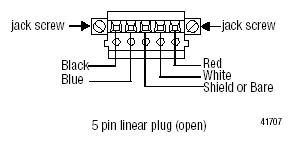 jack screw
jack screw
Black
Red
Blue
White
Shield or Bare
5 pin linear plug (open)
41707